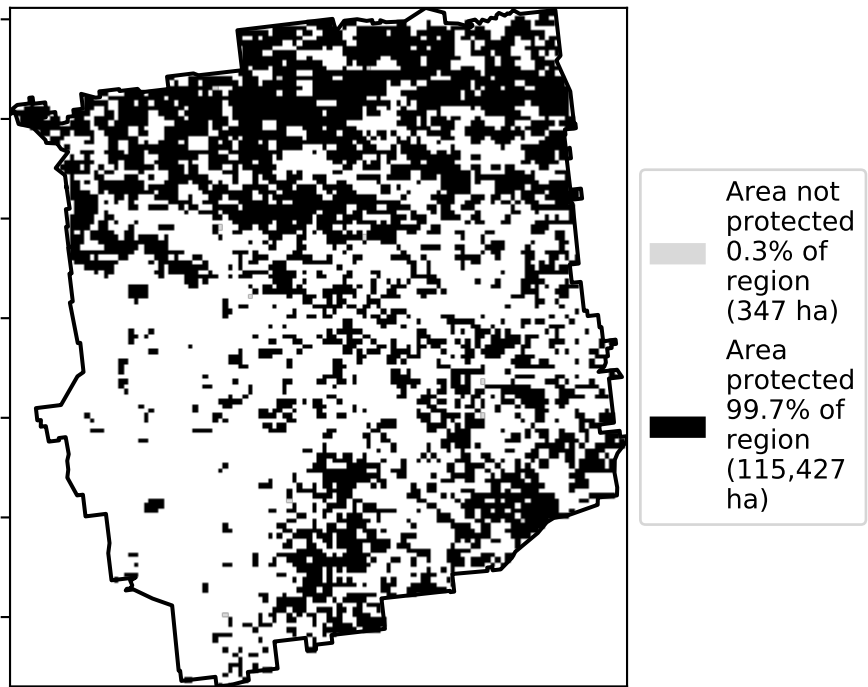 Area not
protected
0.3% of
region
(347 ha)
Area
protected
99.7% of
region
(115,427
ha)